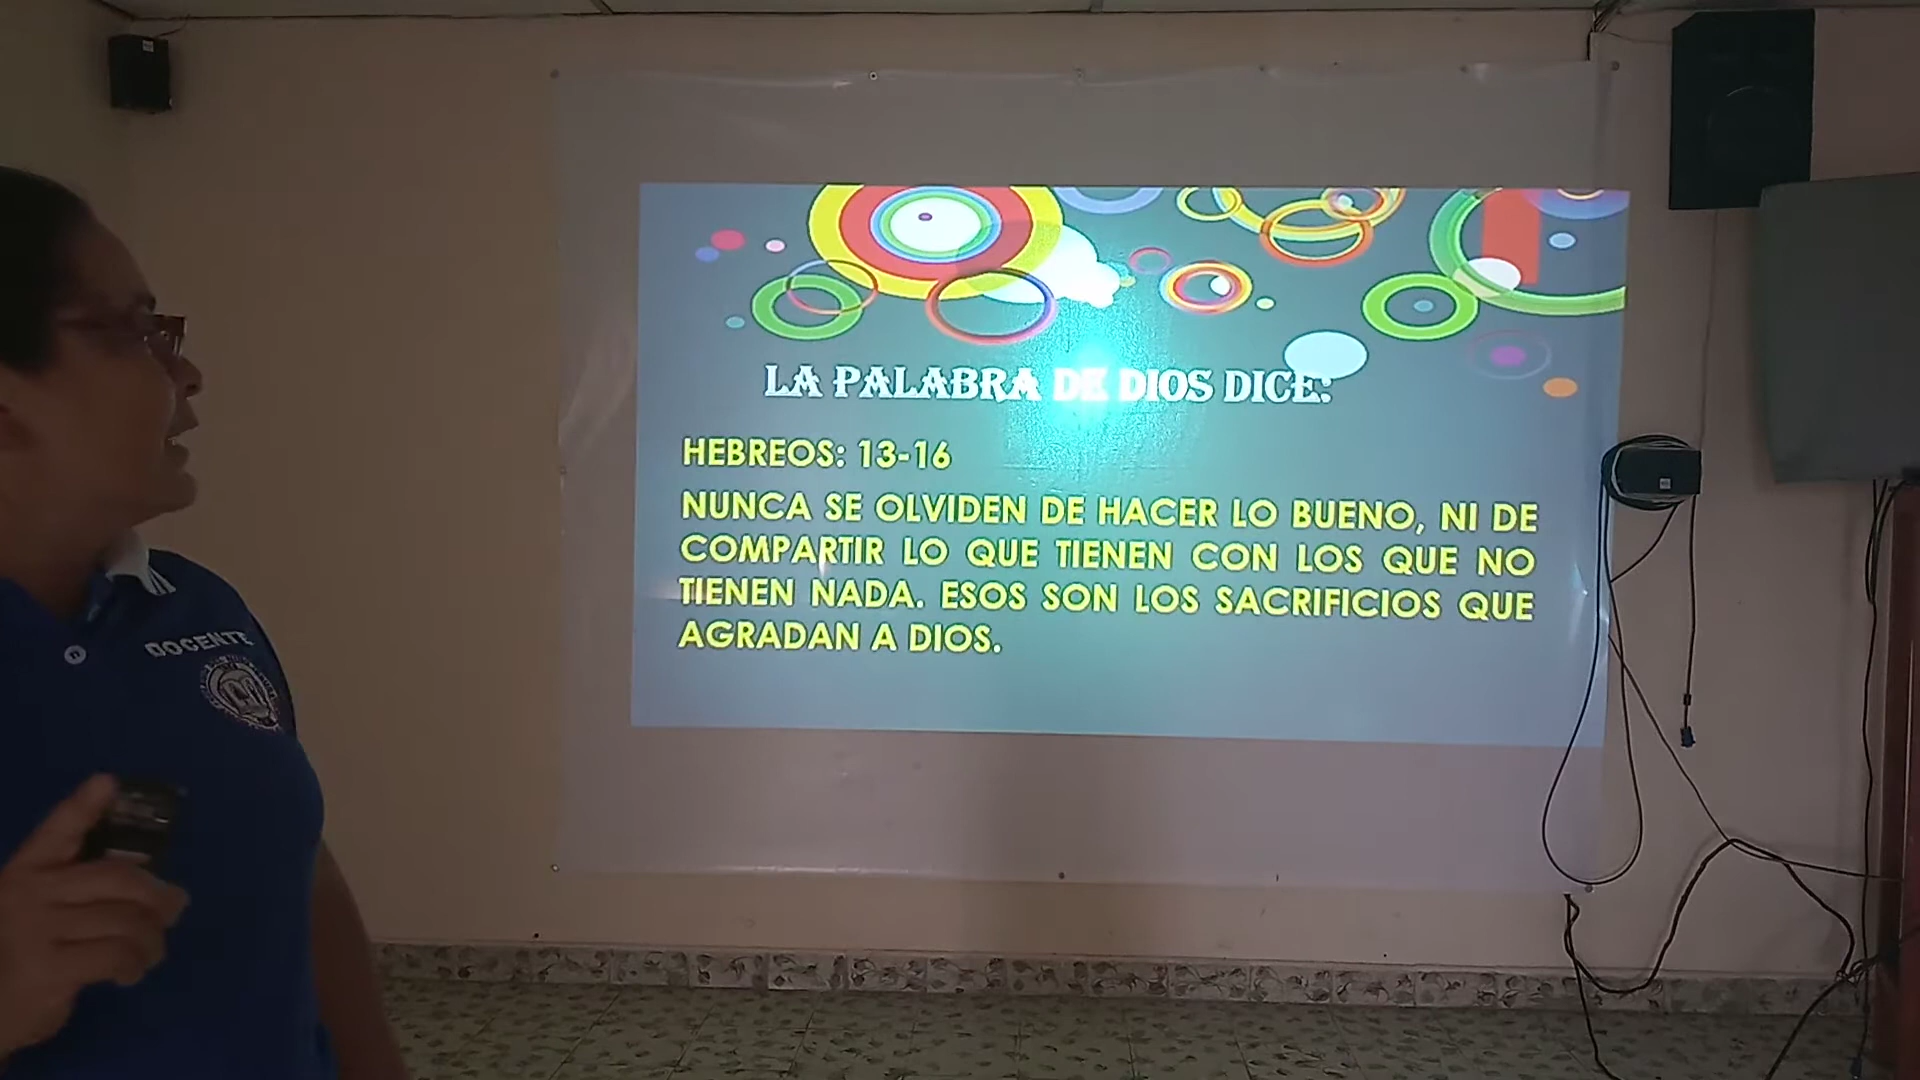 LA PALABRA DE DIOS DICE:
HEBREOS: 13-16
NUNCA SE OLVIDEN DE HACER LO BUENO, NI DE
COMPARTIR LO QUE TIENEN CON LOS QUE NO
TIENEN NADA. ESOS SON LOS SACRIFICIOS QUE
AGRADAN A DIOS.
DOCENTE